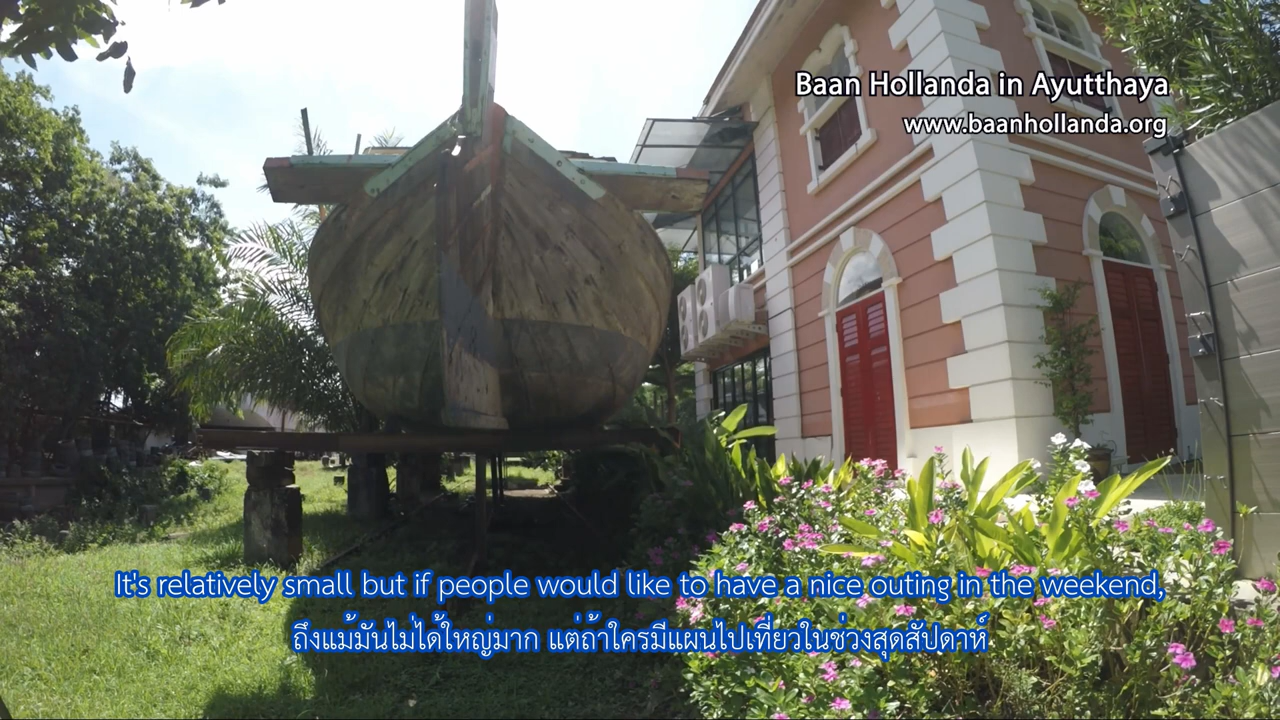 Baan Hollanda in Ayutthaya
www.baanhollanda.org
It's relatively small but if people would like to have a nice outing in the weekend,
ถึงแม้มันไม่ได้ใหญ่มาก แต่ถ้าใครมีแผนไปเที่ยวในช่วงสุดสัปดาห์